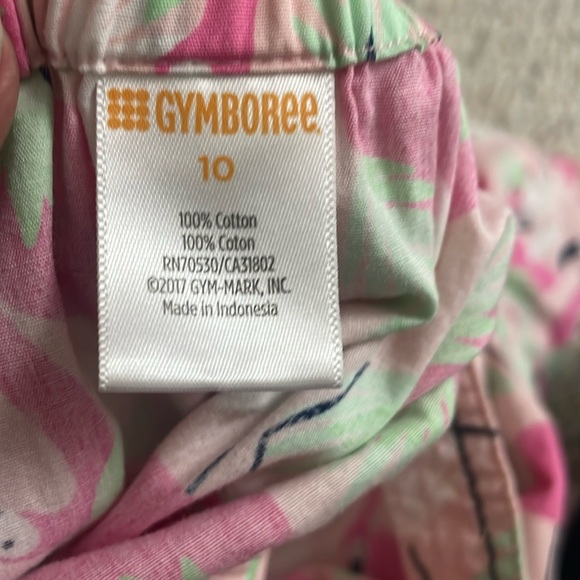 GYMBOREE
10
100% Cotton
100% Coton
RN70530/CA31802
©2017 GYM-MARK, INC.
Made in Indonesia